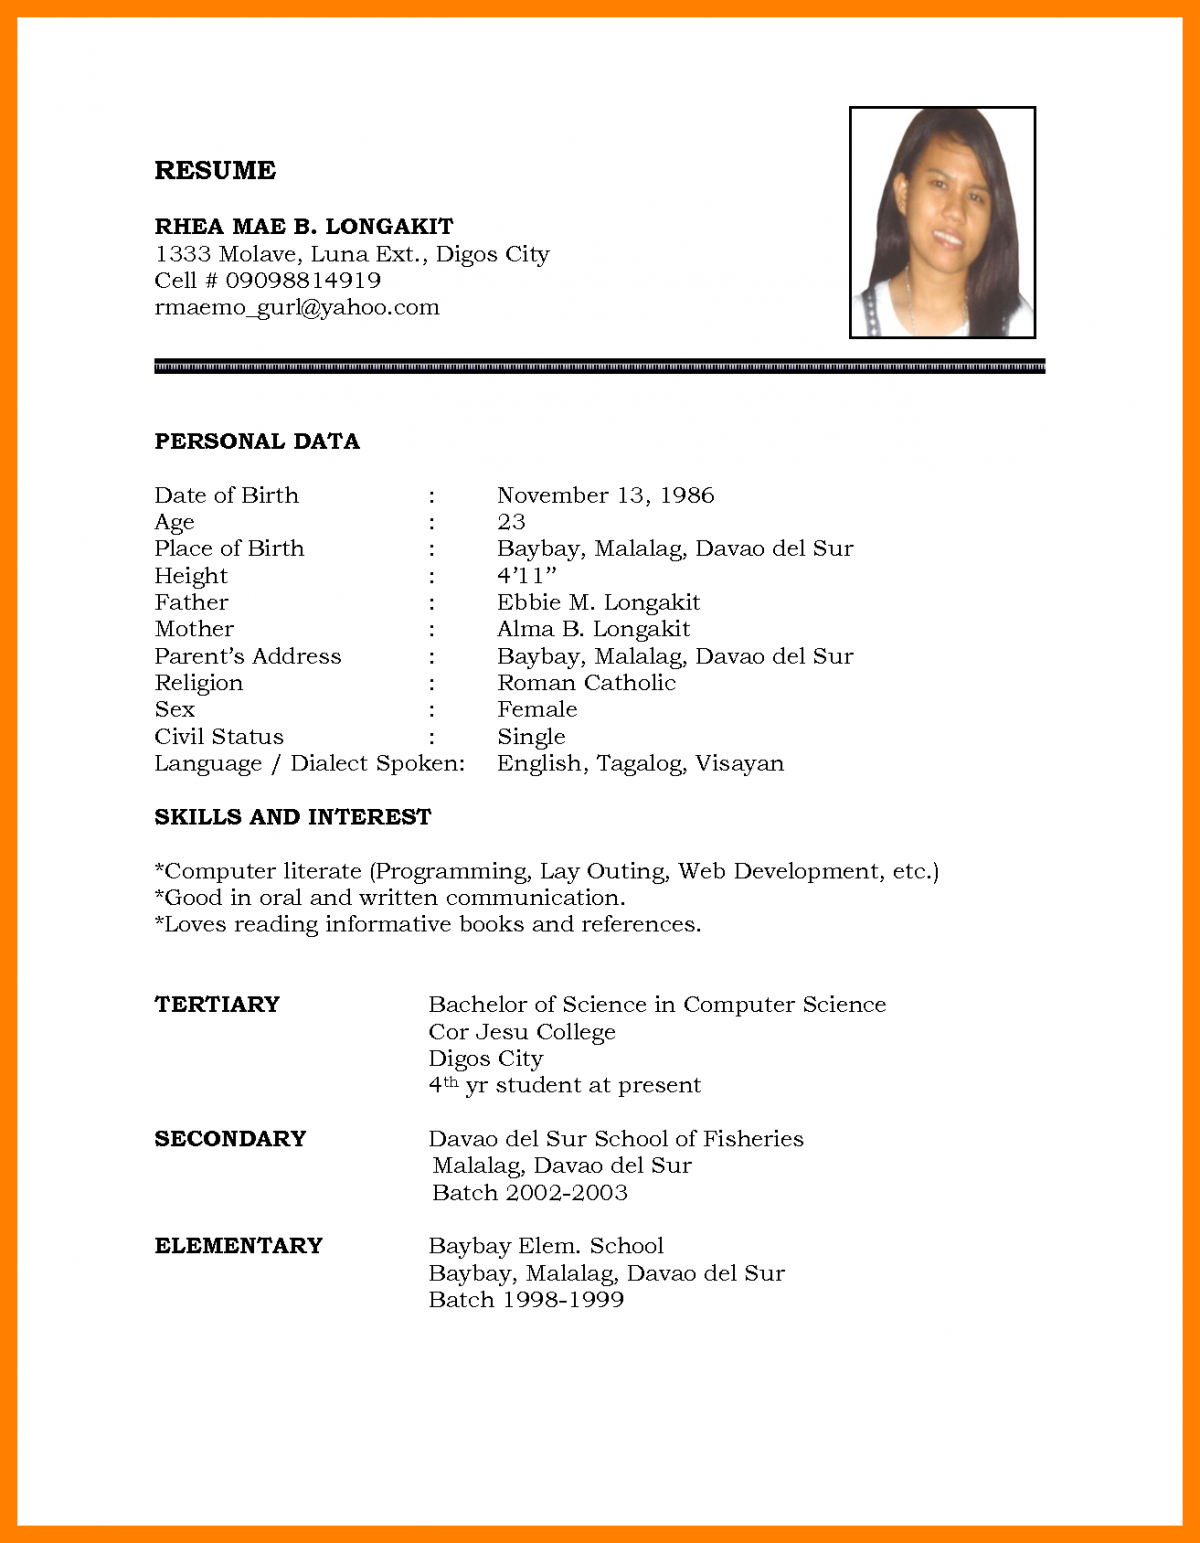 RESUME
RHEA MAE B. LONGAKIT
1333 Molave, Luna Ext., Digos City
Cell # 09098814919
rmaemo_gurl@yahoo.com
PERSONAL DATA
Date of Birth : November 13, 1986
Age : 23
Place of Birth : Baybay, Malalag, Davao del Sur
Height : 4’11”
Father : Ebbie M. Longakit
Mother : Alma B. Longakit
Parent’s Address : Baybay, Malalag, Davao del Sur
Religion : Roman Catholic
Sex : Female
Civil Status : Single
Language / Dialect Spoken: English, Tagalog, Visayan
SKILLS AND INTEREST
*Computer literate (Programming, Lay Outing, Web Development, etc.)
*Good in oral and written communication.
*Loves reading informative books and references.
TERTIARY Bachelor of Science in Computer Science
Cor Jesu College
Digos City
4th yr student at present
SECONDARY Davao del Sur School of Fisheries
Malalag, Davao del Sur
Batch 2002-2003
ELEMENTARY Baybay Elem. School
Baybay, Malalag, Davao del Sur
Batch 1998-1999